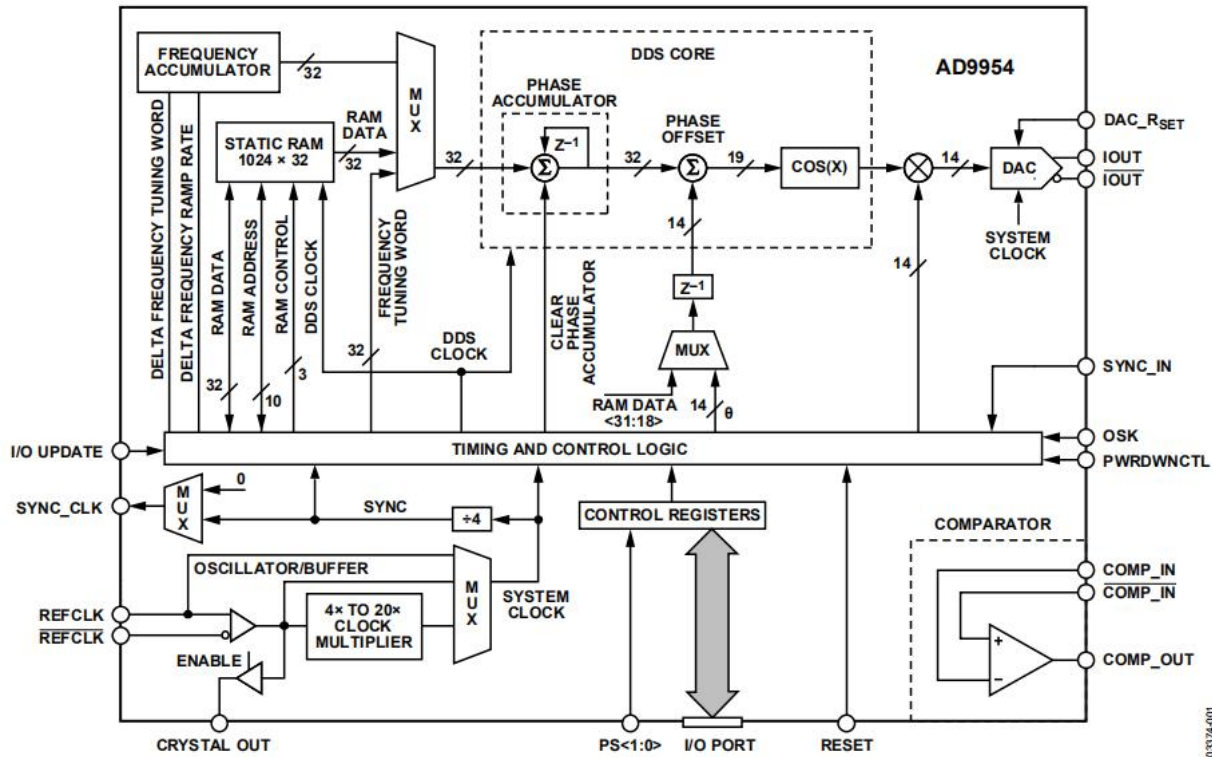 FREQUENCY
ACCUMULATOR
32
M
U
X
DDS CORE
AD9954
PHASE
ACCUMULATOR
Z⁻¹
Σ
PHASE
OFFSET
Σ
STATIC RAM
1024 × 32
RAM
DATA
32
32
32
19
COS(X)
14
DAC
DAC_RSET
IOUT
IOUT
SYSTEM
CLOCK
DELTA FREQUENCY TUNING WORD
DELTA FREQUENCY RAMP RATE
RAM DATA
32
RAM ADDRESS
10
RAM CONTROL
3
DDS CLOCK
32
FREQUENCY
TUNING WORD
DDS
CLOCK
CLEAR
PHASE
ACCUMULATOR
14
Z⁻¹
MUX
RAM DATA
<31:18>
14
θ
14
SYNC_IN
I/O UPDATE
TIMING AND CONTROL LOGIC
OSK
PWRDWNCTL
SYNC_CLK
M
U
X
0
SYNC
÷4
CONTROL REGISTERS
COMPARATOR
OSCILLATOR/BUFFER
REFCLK
REFCLK
4× TO 20×
CLOCK
MULTIPLIER
M
U
X
SYSTEM
CLOCK
ENABLE
COMP_IN
COMP_IN
+
−
COMP_OUT
CRYSTAL OUT
PS<1:0>
I/O PORT
RESET
03374-001